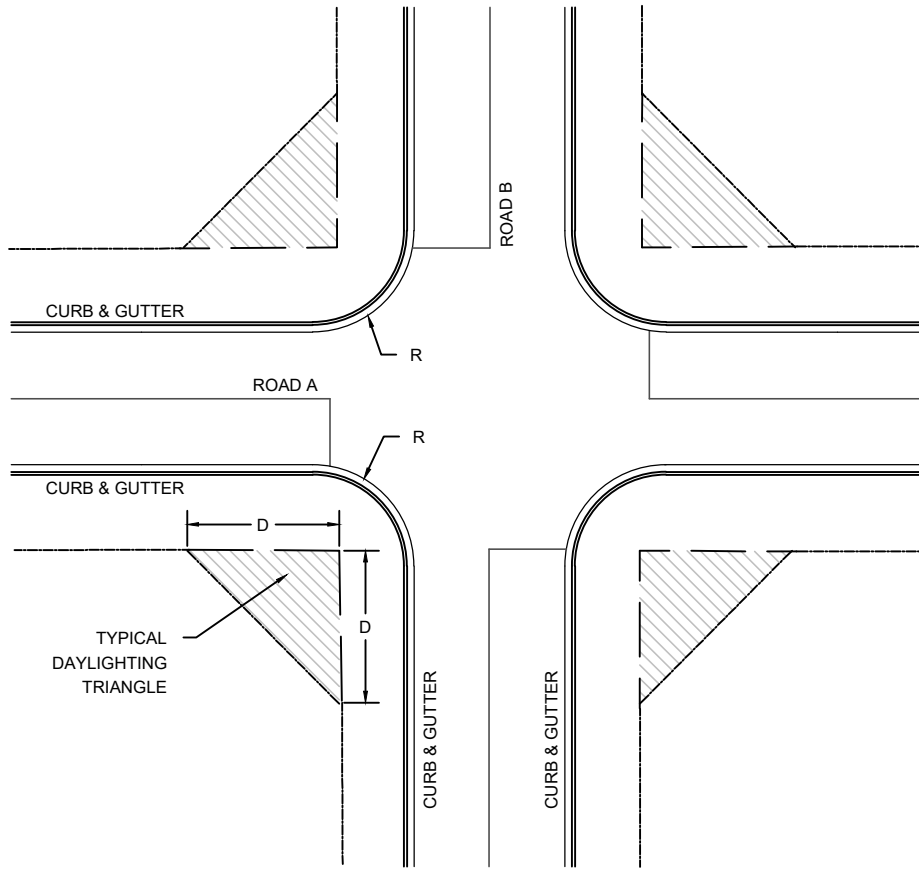 ROAD B
CURB & GUTTER
R
ROAD A
R
CURB & GUTTER
D
D
TYPICAL
DAYLIGHTING
TRIANGLE
CURB & GUTTER
CURB & GUTTER